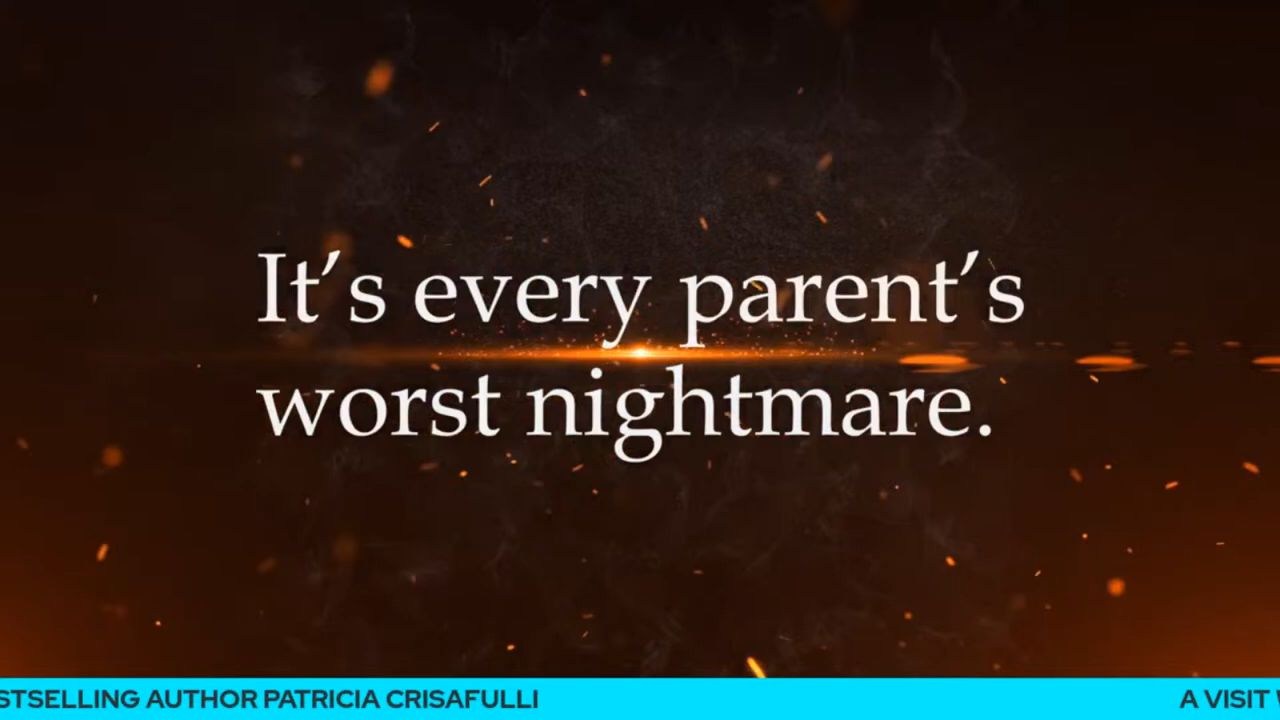 It’s every parent’s
worst nightmare.
STSELLING AUTHOR PATRICIA CRISAFULLI
A VISIT